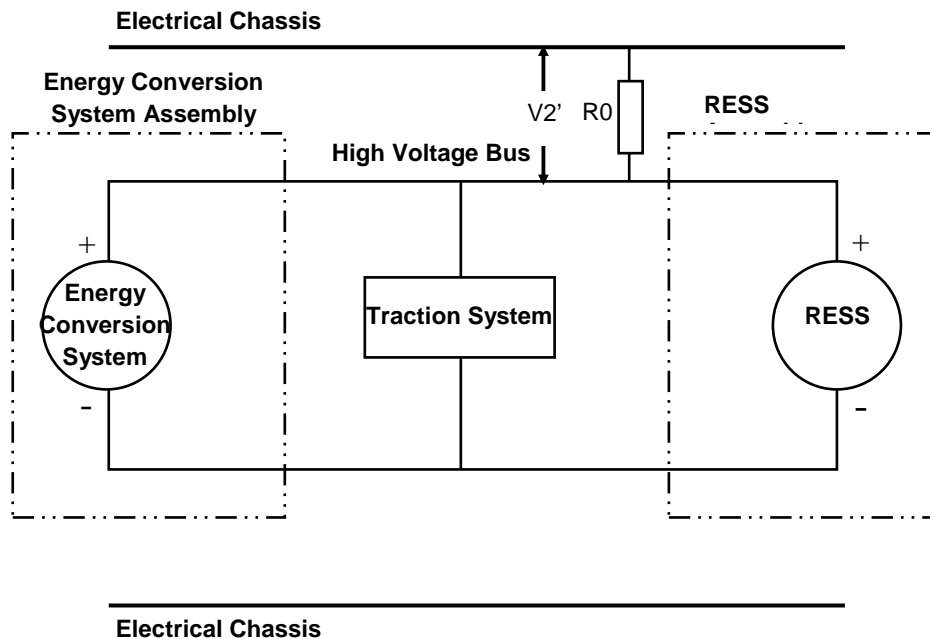 Electrical Chassis
Energy Conversion
System Assembly
V2’
R0
RESS
High Voltage Bus
+
+
Energy
Conversion
System
Traction System
RESS
-
-
Electrical Chassis